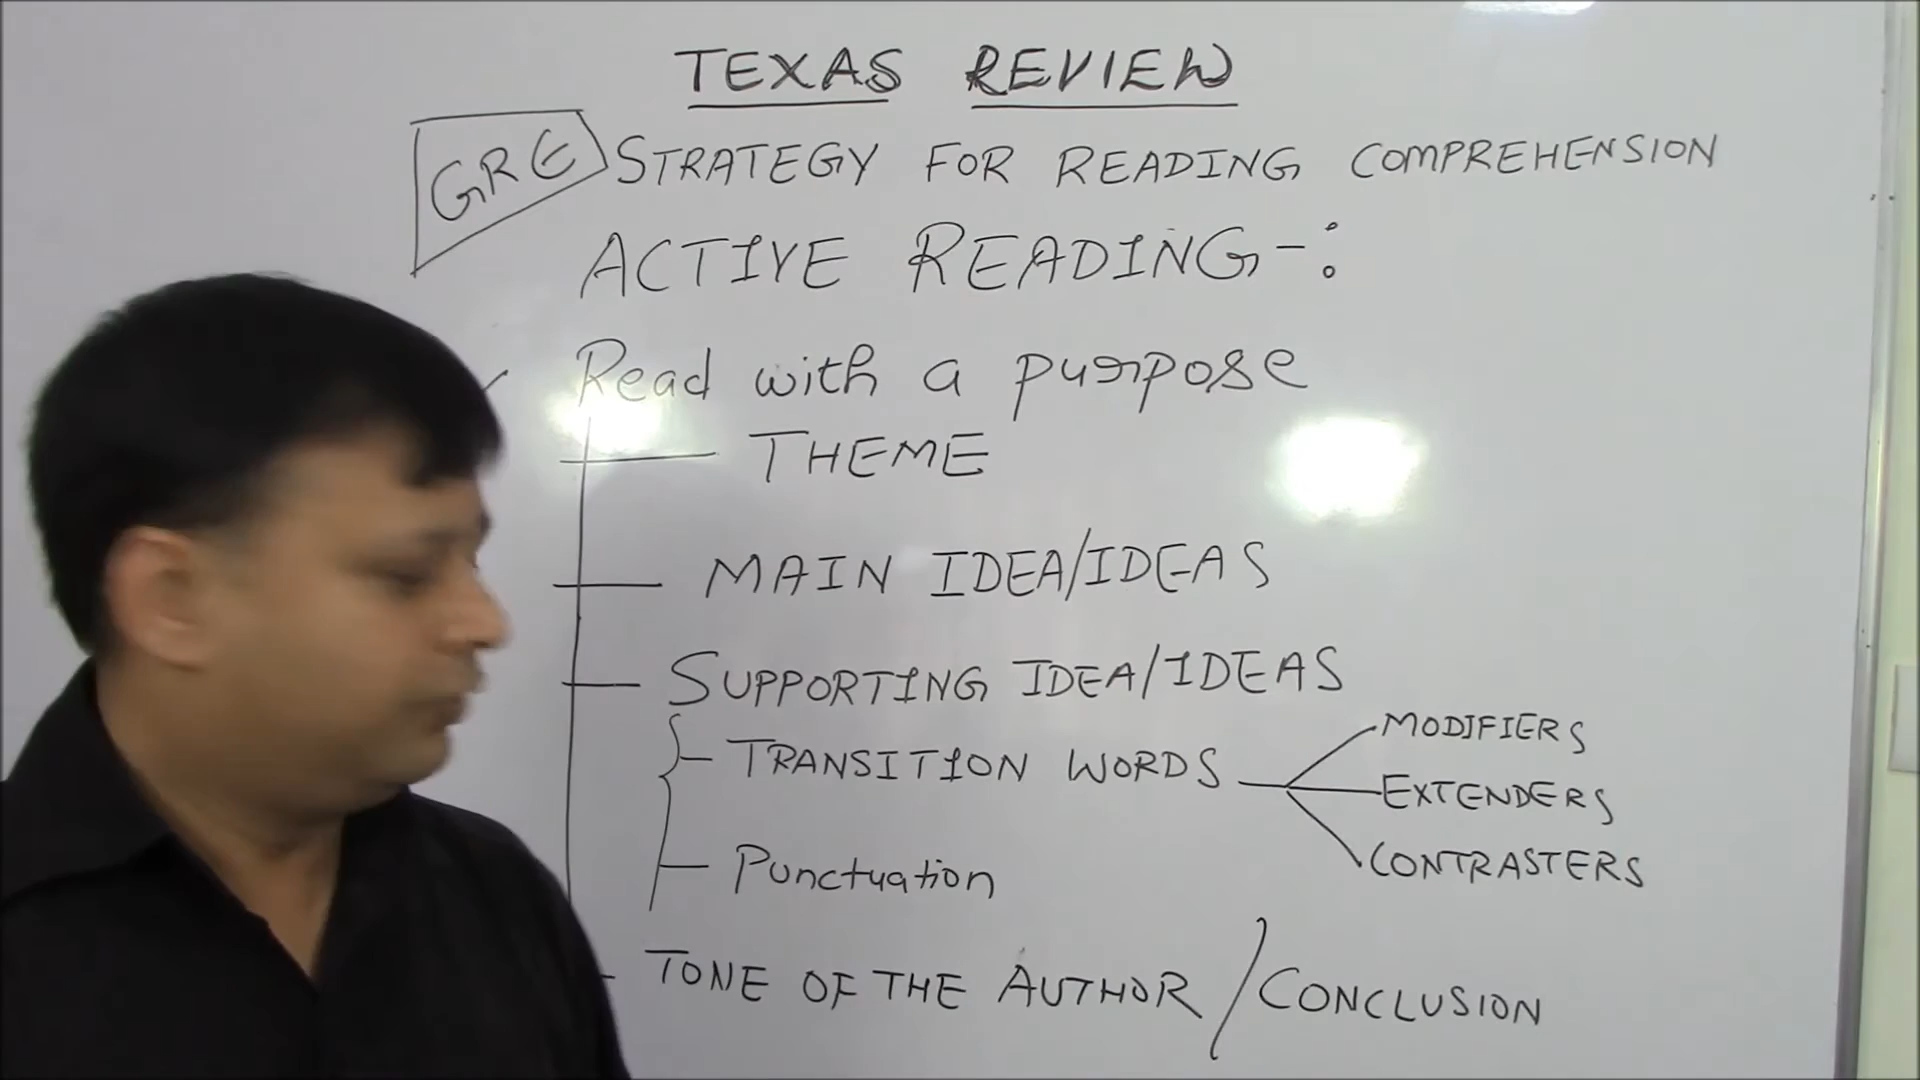 TEXAS REVIEW
GRE STRATEGY FOR READING COMPREHENSION
ACTIVE READING-:
Read with a purpose
THEME
MAIN IDEA/IDEAS
SUPPORTING IDEA/IDEAS
MODIFIERS
TRANSITION WORDS
EXTENDERS
CONTRASTERS
Punctuation
TONE OF THE AUTHOR / CONCLUSION